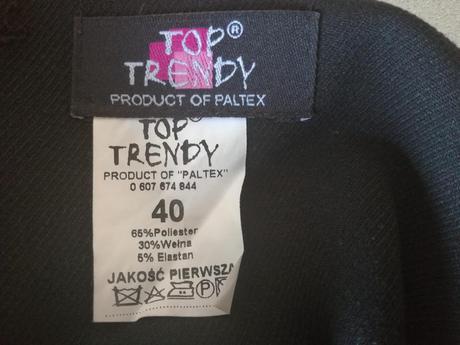 TOP®
TRENDY
PRODUCT OF PALTEX
TOP
TRENDY
PRODUCT OF "PALTEX"
0 607 674 844
40
65%Poliester
30%Wełna
5% Elastan
JAKOŚĆ PIERWSZA
P